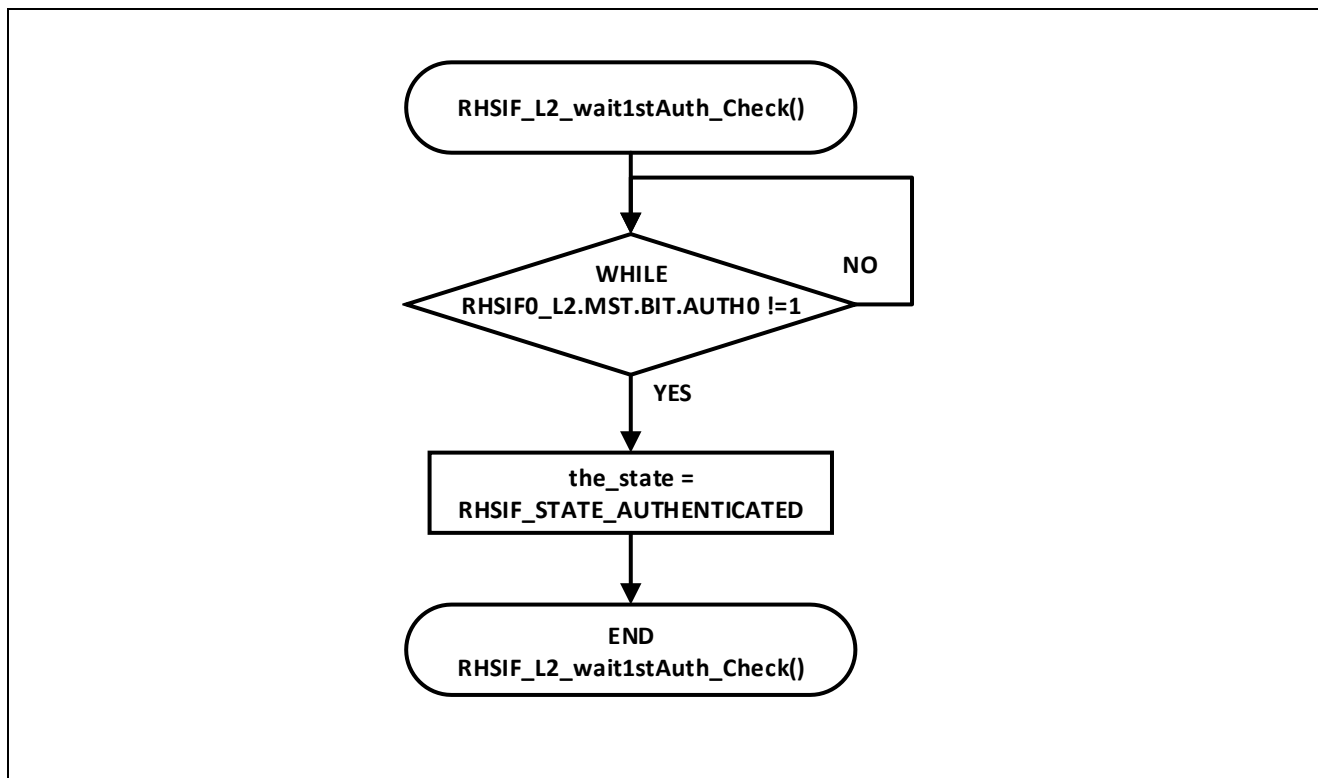 RHSIF_L2_wait1stAuth_Check()
WHILE
RHSIF0_L2.MST.BIT.AUTH0 !=1
NO
YES
the_state =
RHSIF_STATE_AUTHENTICATED
END
RHSIF_L2_wait1stAuth_Check()